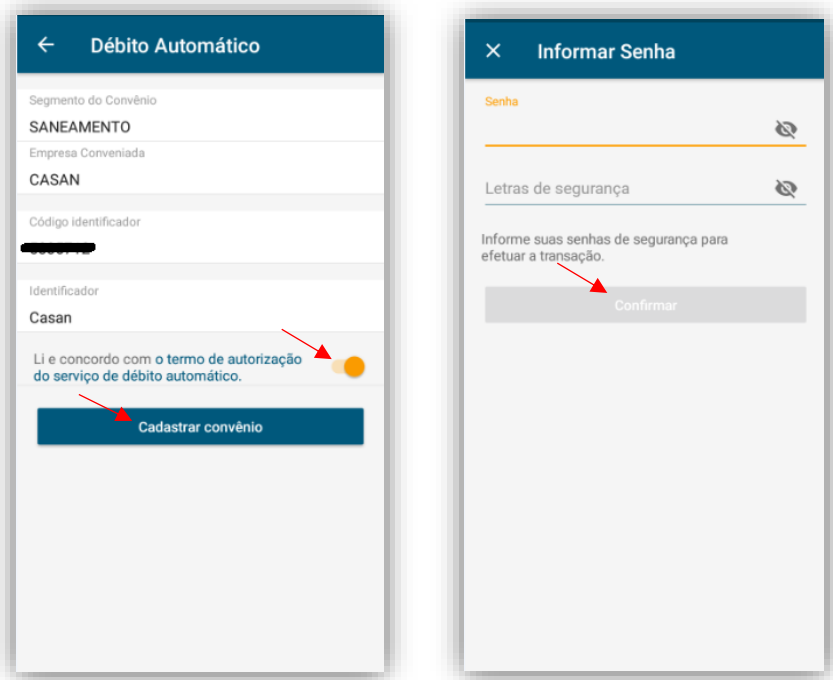 Débito Automático
Segmento do Convênio
SANEAMENTO
Empresa Conveniada
CASAN
Código identificador
Identificador
Casan
Li e concordo com o termo de autorização
do serviço de débito automático.
Cadastrar convênio
Informar Senha
Senha
Letras de segurança
Informe suas senhas de segurança para
efetuar a transação.
Confirmar